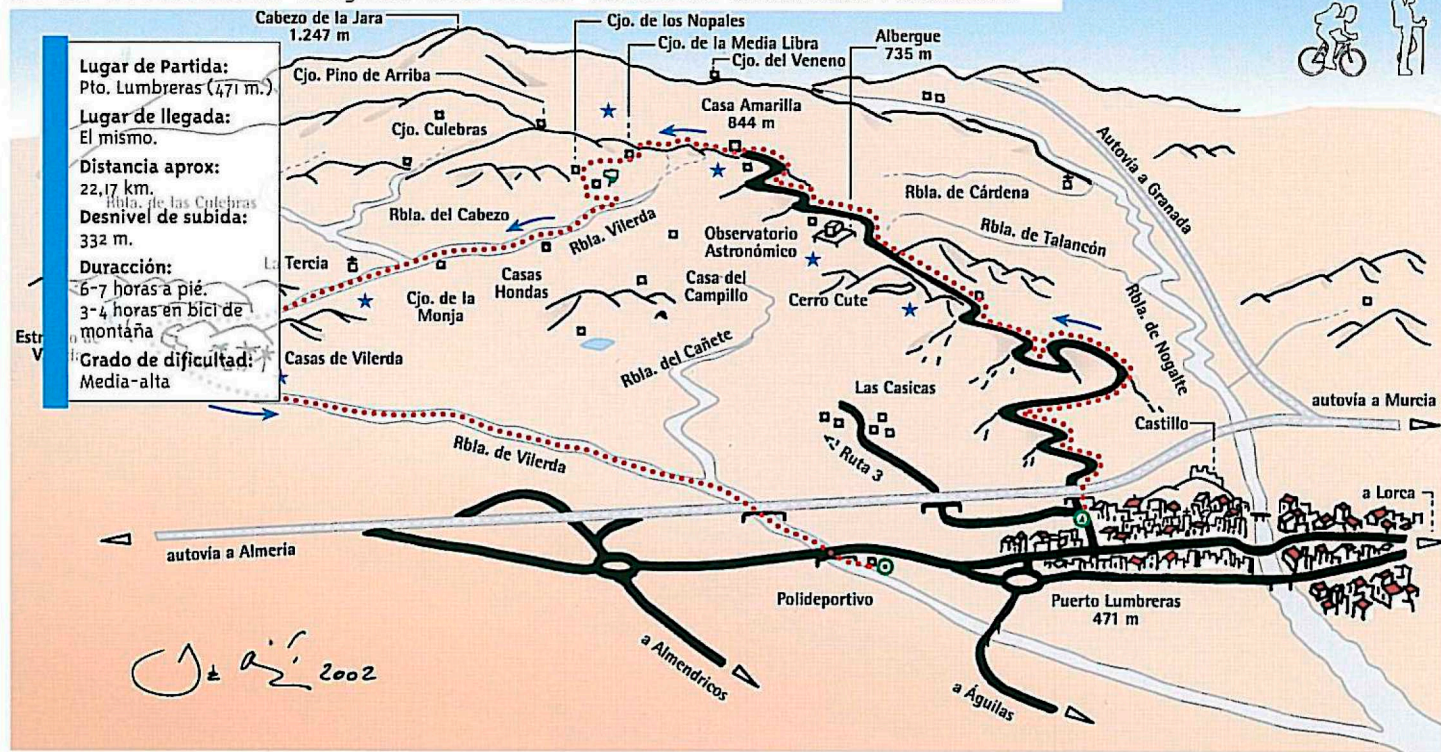 Cabezo de la Jara
1.247 m
Cjo. de los Nopales
Cjo. de la Media Libra
Cjo. del Veneno
Albergue
735 m
Lugar de Partida:
Pto. Lumbreras (471 m.)
Lugar de llegada:
El mismo.
Distancia aprox:
22,17 km.
Desnivel de subida:
332 m.
Duracción:
6-7 horas a pié.
3-4 horas en bici de
montaña
Grado de dificultad:
Media-alta
Cjo. Pino de Arriba
Cjo. Culebras
Casa Amarilla
844 m
Autovía a Granada
Rbla. de las Culebras
Rbla. del Cabezo
Rbla. Vilerda
Rbla. de Cárdena
Rbla. de Talancón
Rbla. de Nogalte
Observatorio
Astronómico
La Tercia
Cjo. de la
Monja
Casas
Hondas
Casa del
Campillo
Cerro Cute
Casas de Vilerda
Rbla. del Cañete
Las Casicas
Ruta 3
autovía a Murcia
Castillo
Rbla. de Vilerda
a Lorca
autovía a Almeria
Polideportivo
Puerto Lumbreras
471 m
a Almendricos
a Águilas
2002